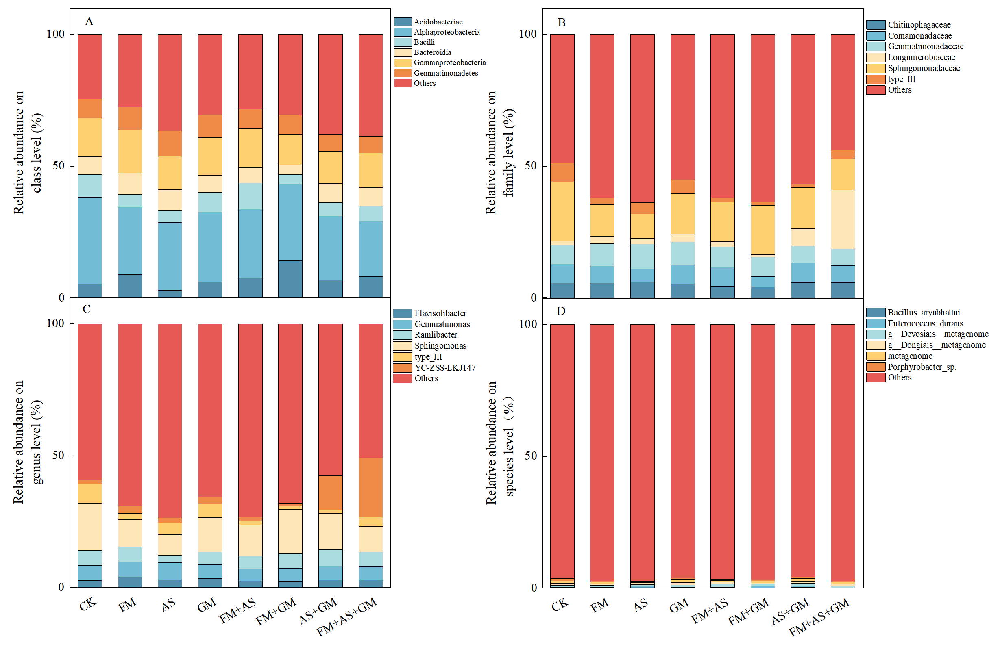 A
Relative abundance on
class level (%)
100
50
0
Acidobacteriae
Alphaproteobacteria
Bacilli
Bacteroidia
Gammaproteobacteria
Gemmatimonadetes
Others
B
Relative abundance on
family level (%)
100
50
0
Chitinophagaceae
Comamonadaceae
Gemmatimonadaceae
Longimicrobiaceae
Sphingomonadaceae
type_III
Others
C
Relative abundance on
genus level (%)
100
50
0
Flavisolibacter
Gemmatimonas
Ramlibacter
Sphingomonas
type_III
YC-ZSS-LKJ147
Others
CK
FM
AS
GM
FM+AS
FM+GM
AS+GM
FM+AS+GM
D
Relative abundance on
species level（%）
100
50
0
Bacillus_aryabhattai
Enterococcus_durans
g__Devosia;s__metagenome
g__Dongia;s__metagenome
metagenome
Porphyrobacter_sp.
Others
CK
FM
AS
GM
FM+AS
FM+GM
AS+GM
FM+AS+GM